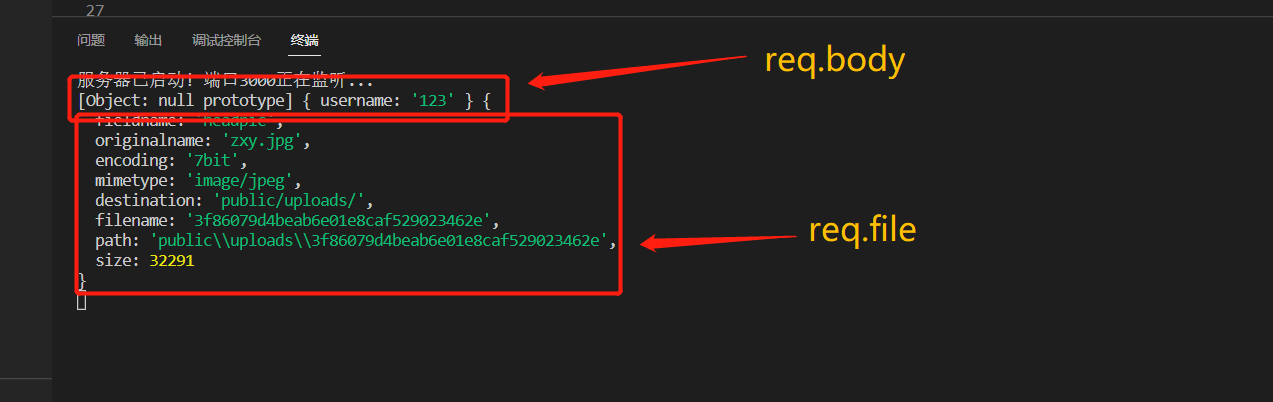 27
问题 输出 调试控制台 终端
服务器已启动! 端口3000正在监听...
req.body
[Object: null prototype] { username: '123' } {
fieldname: 'headpic',
originalname: 'zxy.jpg',
encoding: '7bit',
mimetype: 'image/jpeg',
destination: 'public/uploads/',
filename: '3f86079d4beab6e01e8caf529023462e',
path: 'public\\uploads\\3f86079d4beab6e01e8caf529023462e',
req.file
size: 32291
}